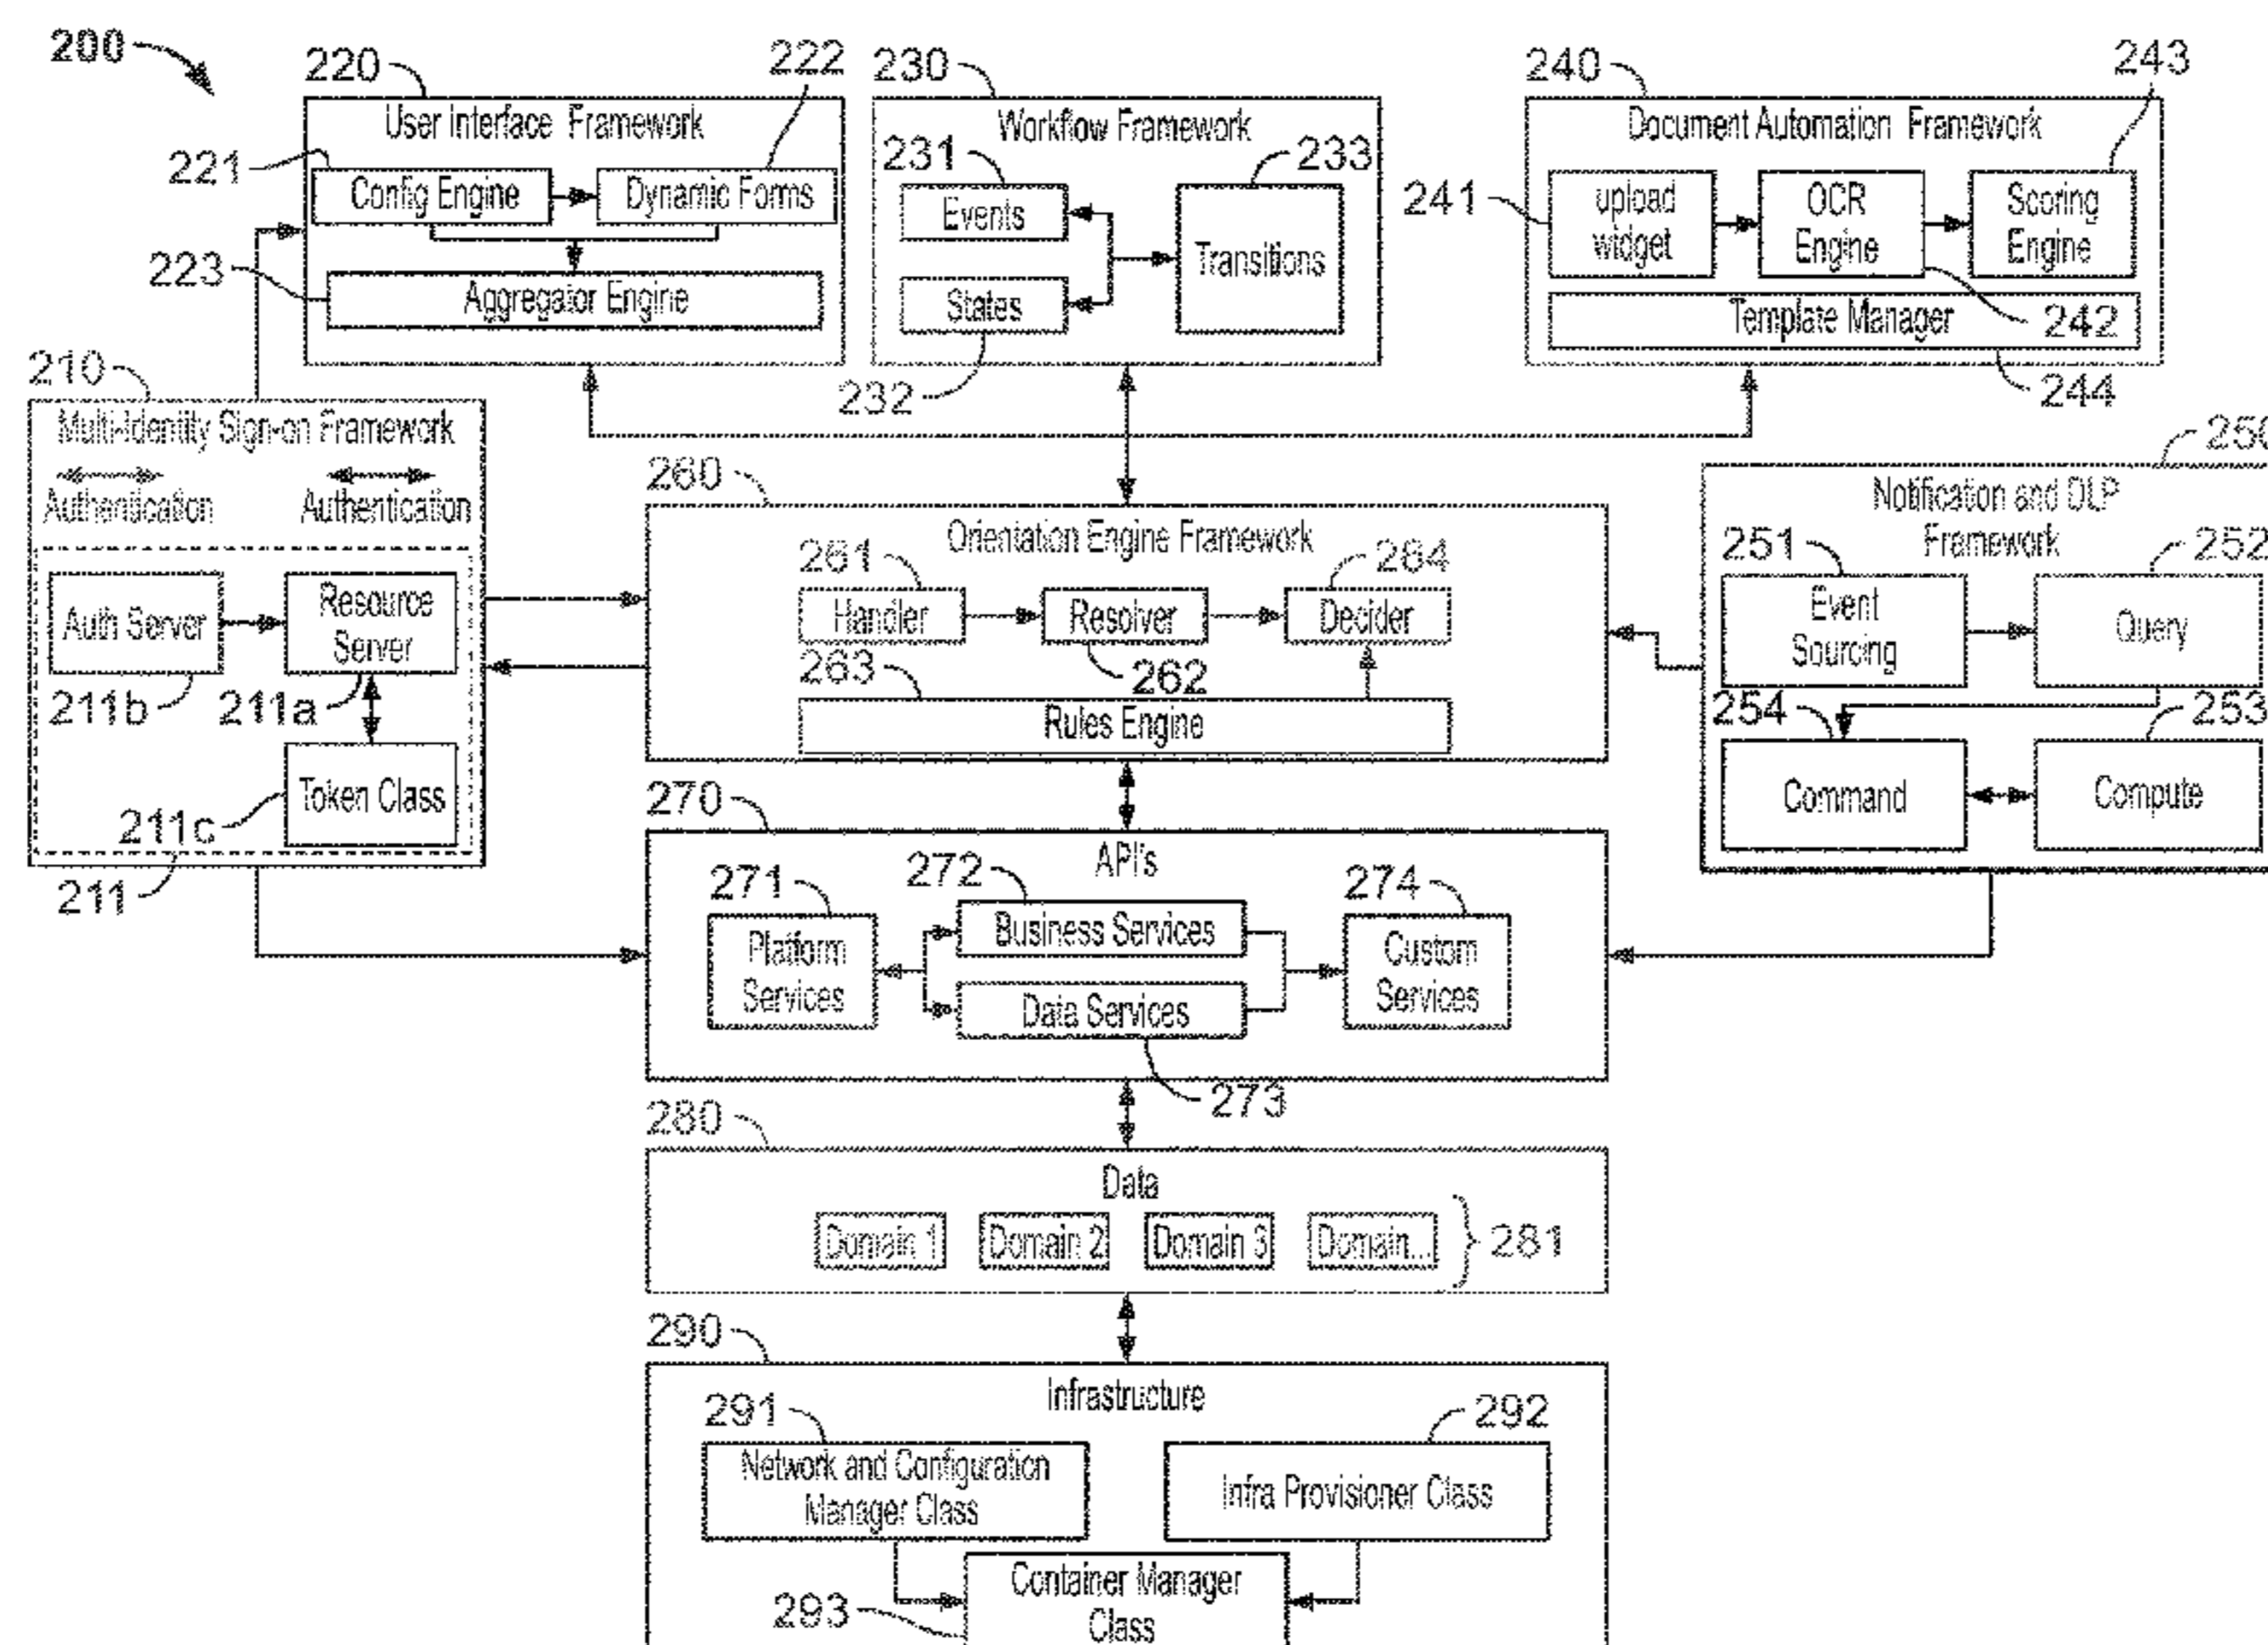 200
220
222
230
240
243
User Interface Framework
Workflow Framework
Document Automation Framework
221
231
233
241
Config Engine
Dynamic Forms
Events
Transitions
upload
widget
OCR
Engine
Scoring
Engine
223
Aggregator Engine
States
Template Manager
242
232
244
210
Multi-Identity Sign-on Framework
Authentication
Authentication
Auth Server
Resource
Server
211b
211a
Token Class
211c
211
260
Orientation Engine Framework
261
264
Handler
Resolver
Decider
263
262
Rules Engine
250
Notification and DLP
Framework
251
252
Event
Sourcing
Query
254
253
Command
Compute
270
API's
271
272
274
Platform
Services
Business Services
Data Services
Custom
Services
273
280
Data
Domain 1
Domain 2
Domain 3
Domain...
281
290
Infrastructure
291
292
Network and Configuration
Manager Class
Infra Provisioner Class
293
Container Manager
Class